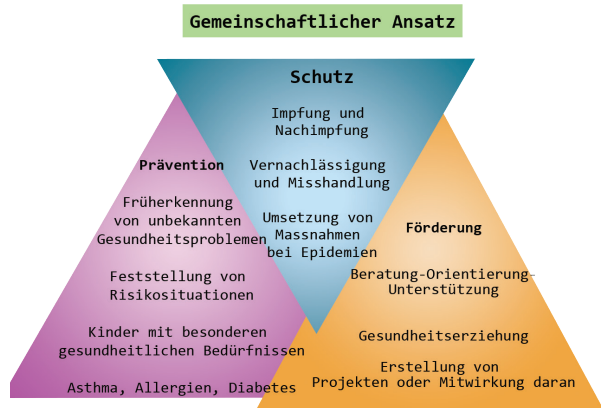 Gemeinschaftlicher Ansatz
Schutz
Impfung und
Nachimpfung
Vernachlässigung
und Misshandlung
Umsetzung von
Massnahmen
bei Epidemien
Prävention
Früherkennung
von unbekannten
Gesundheitsproblemen
Feststellung von
Risikosituationen
Kinder mit besonderen
gesundheitlichen Bedürfnissen
Asthma, Allergien, Diabetes
Förderung
Beratung-Orientierung-
Unterstützung
Gesundheitserziehung
Erstellung von
Projekten oder Mitwirkung daran